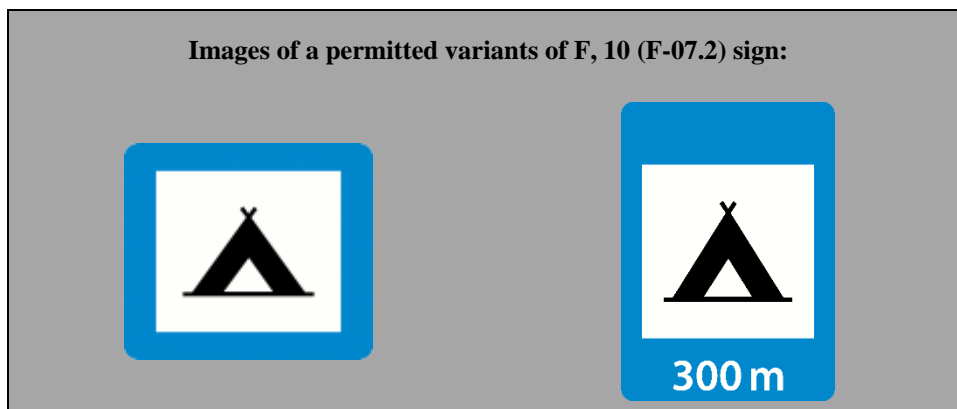 Images of a permitted variants of F, 10 (F-07.2) sign:
300 m